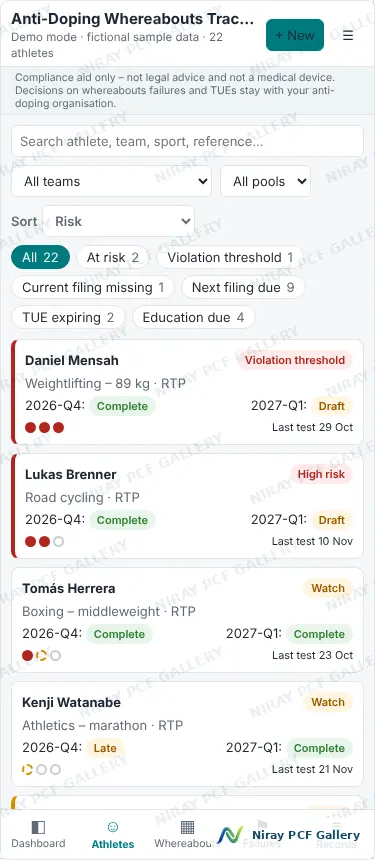 Anti-Doping Whereabouts Trac...
Demo mode · fictional sample data · 22
athletes
+ New
Compliance aid only – not legal advice and not a medical device.
Decisions on whereabouts failures and TUEs stay with your anti-
doping organisation.
Search athlete, team, sport, reference...
All teams
All pools
Sort
Risk
All 22
At risk 2
Violation threshold 1
Current filing missing 1
Next filing due 9
TUE expiring 2
Education due 4
Daniel Mensah
Violation threshold
Weightlifting – 89 kg · RTP
2026-Q4: Complete
2027-Q1: Draft
Last test 29 Oct
Lukas Brenner
High risk
Road cycling · RTP
2026-Q4: Complete
2027-Q1: Draft
Last test 10 Nov
Tomás Herrera
Watch
Boxing – middleweight · RTP
2026-Q4: Complete
2027-Q1: Complete
Last test 23 Oct
Kenji Watanabe
Watch
Athletics – marathon · RTP
2026-Q4: Late
2027-Q1: Complete
Last test 21 Nov
Dashboard
Athletes
Whereabou
Failures
Records
Niray PCF Gallery
NIRAY PCF GALLERY